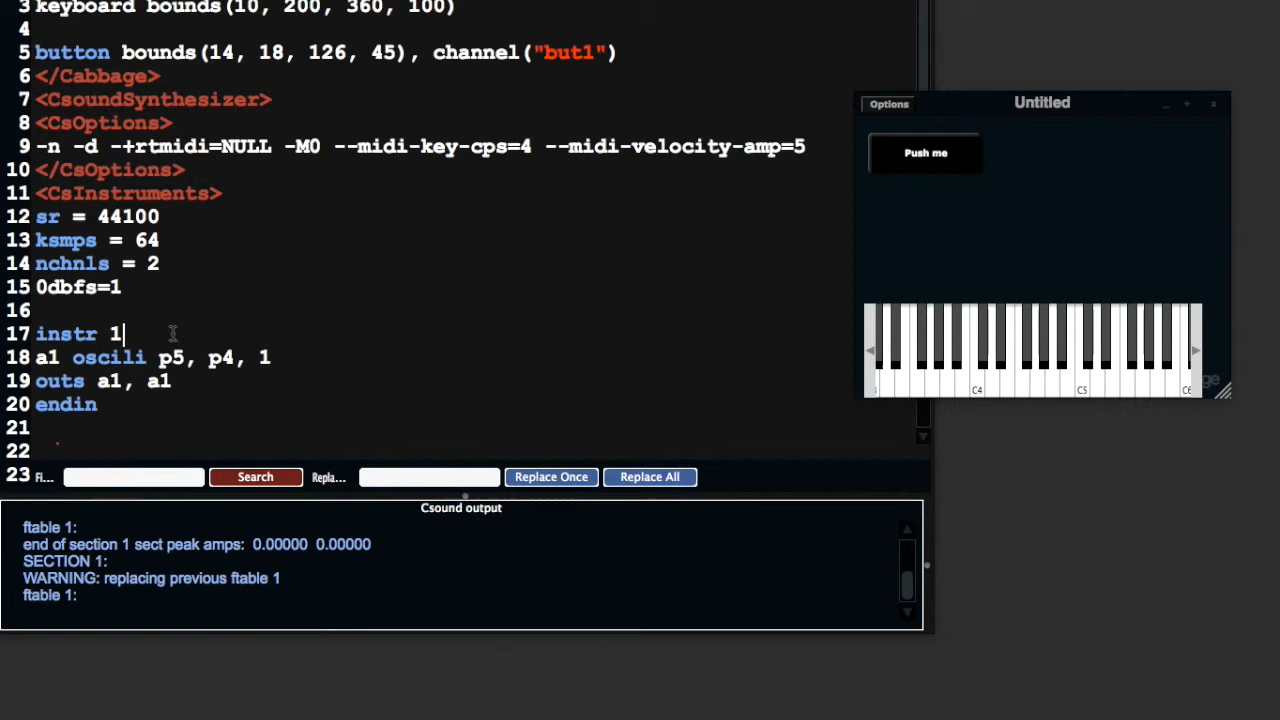 3 keyboard bounds(10, 200, 360, 100)
4
5 button bounds(14, 18, 126, 45), channel("but1")
6 </Cabbage>
7 <CsoundSynthesizer>
8 <CsOptions>
9 -n -d -+rtmidi=NULL -M0 --midi-key-cps=4 --midi-velocity-amp=5
10 </CsOptions>
11 <CsInstruments>
12 sr = 44100
13 ksmps = 64
14 nchnls = 2
15 0dbfs=1
16
17 instr 1
18 a1 oscili p5, p4, 1
19 outs a1, a1
20 endin
21
22
23
Fi... Search Repla... Replace Once Replace All
Csound output
ftable 1:
end of section 1 sect peak amps: 0.00000 0.00000
SECTION 1:
WARNING: replacing previous ftable 1
ftable 1:
Options Untitled
Push me
C4 C5 C6